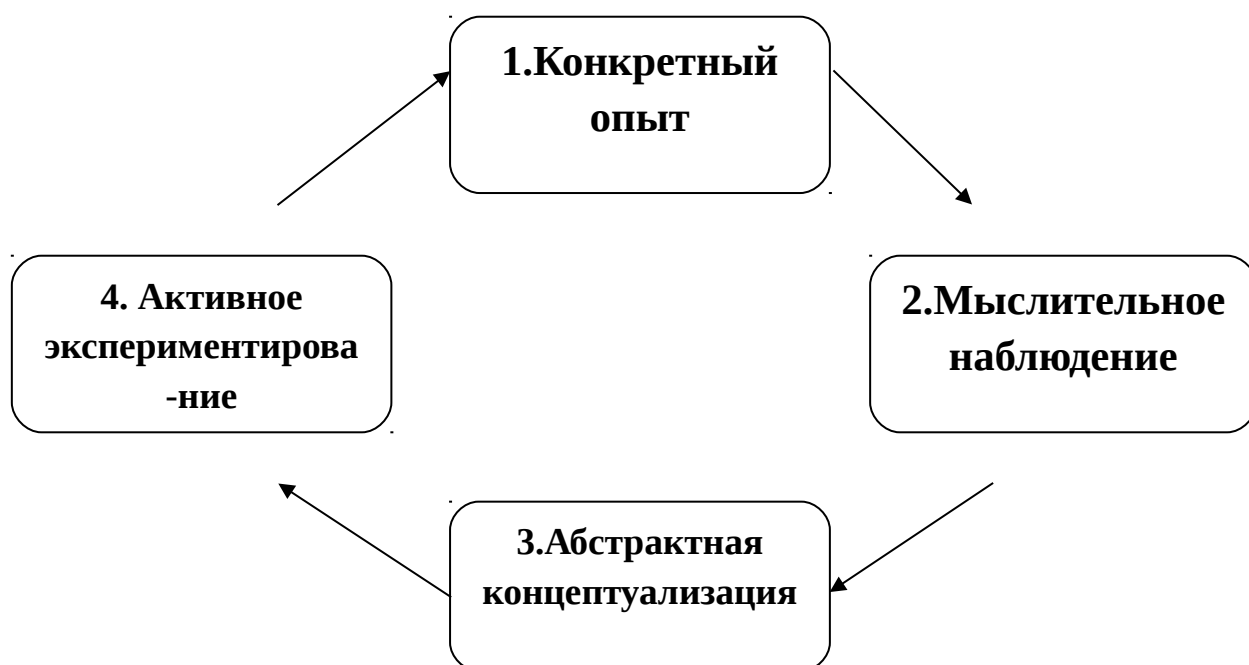 1.Конкретный
опыт
4. Активное
экспериментирова
-ние
2.Мыслительное
наблюдение
3.Абстрактная
концептуализация